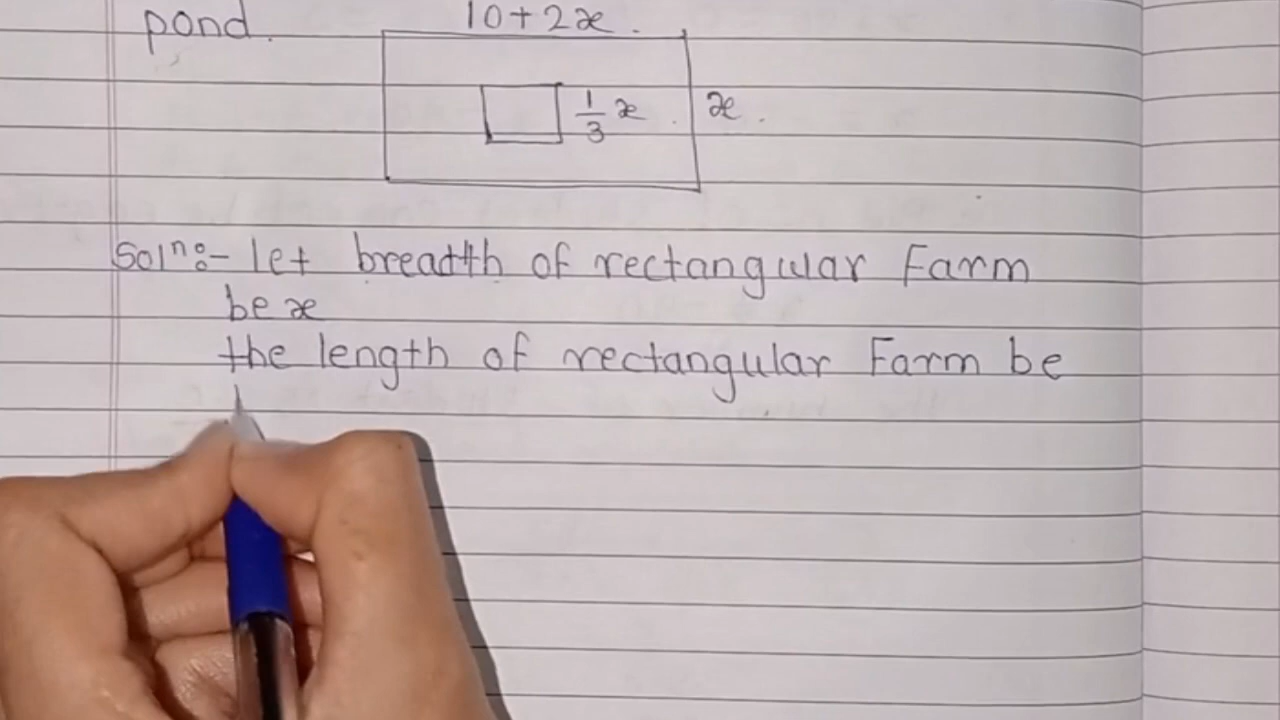 pond.
10 + 2x.
1/3 x.
x.
Solⁿ:- let breadth of rectangular Farm
be x
the length of rectangular Farm be